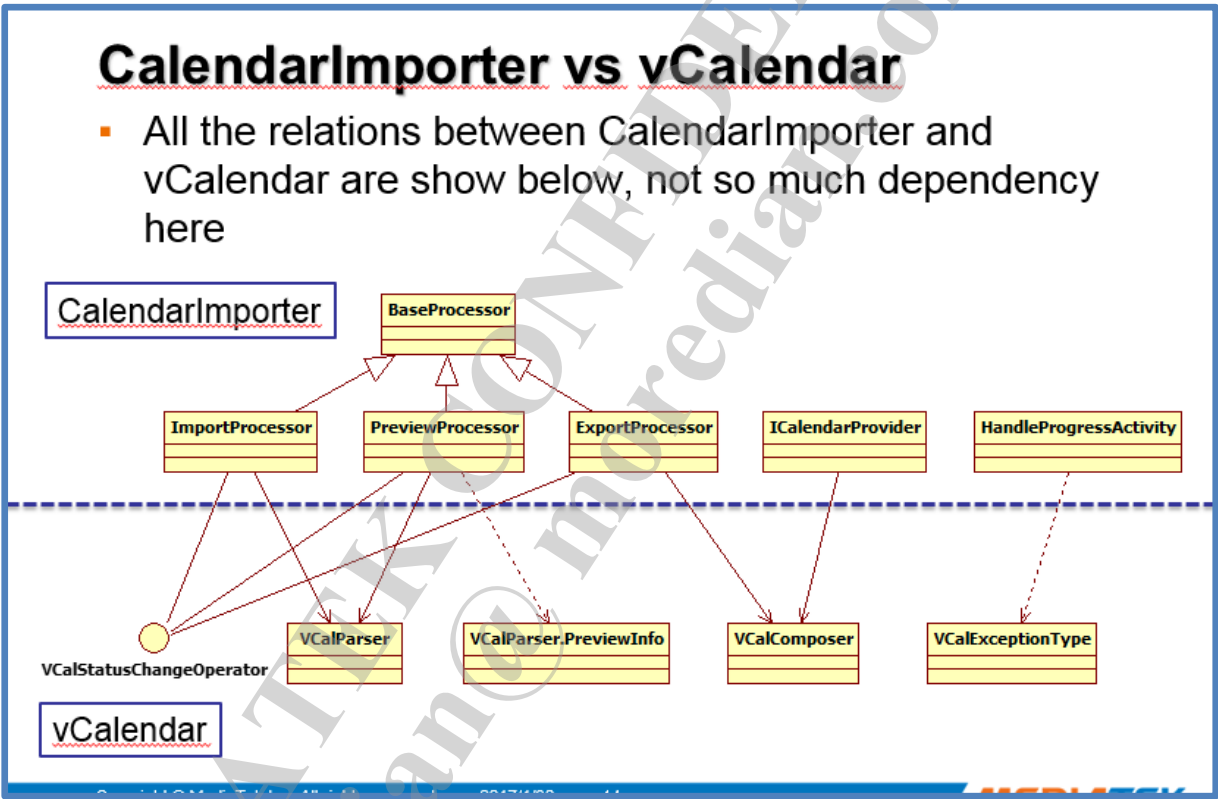 CalendarImporter vs vCalendar
▪ All the relations between CalendarImporter and
vCalendar are show below, not so much dependency
here
CalendarImporter
BaseProcessor
ImportProcessor
PreviewProcessor
ExportProcessor
ICalendarProvider
HandleProgressActivity
VCalStatusChangeOperator
VCalParser
VCalParser.PreviewInfo
VCalComposer
VCalExceptionType
vCalendar